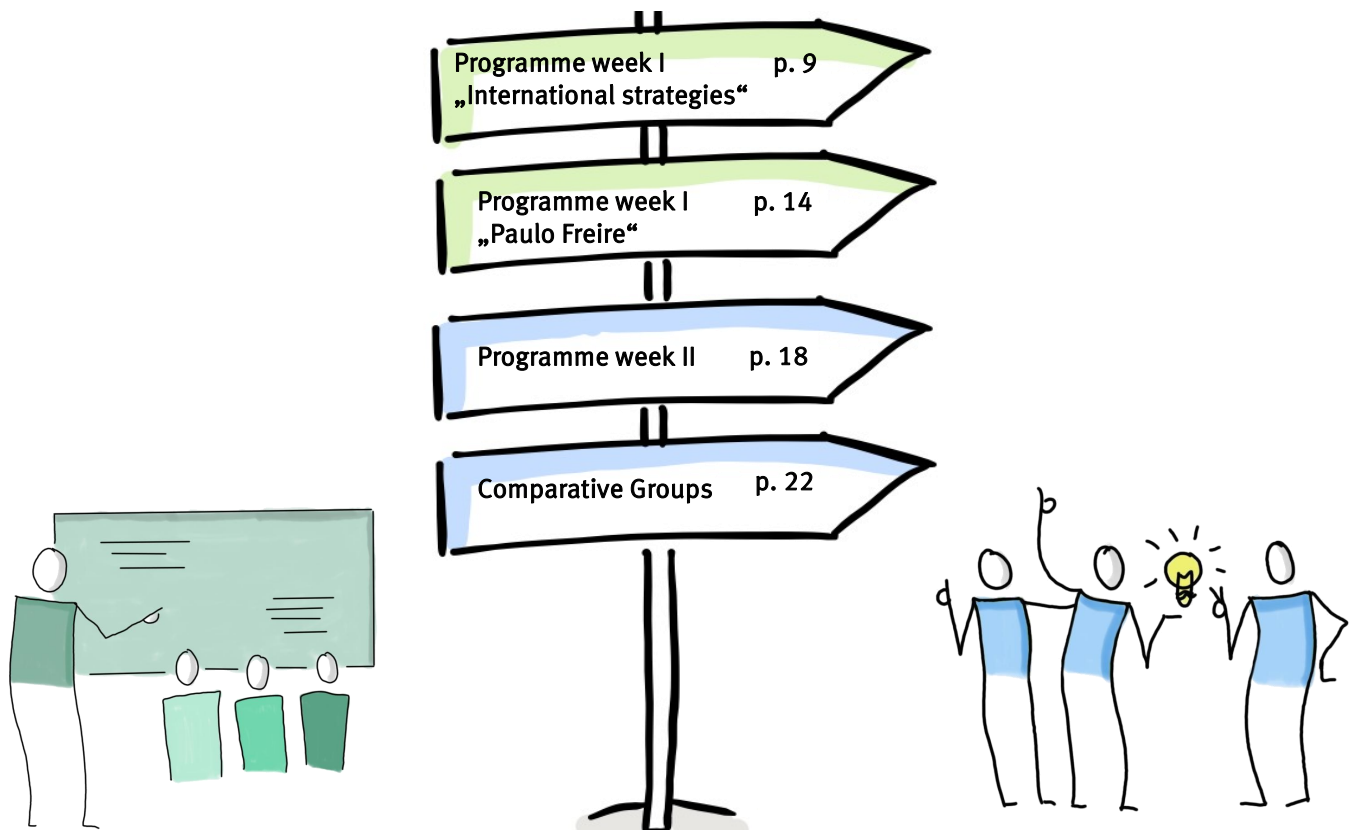 Programme week I p. 9
„International strategies“
Programme week I p. 14
„Paulo Freire“
Programme week II p. 18
Comparative Groups p. 22